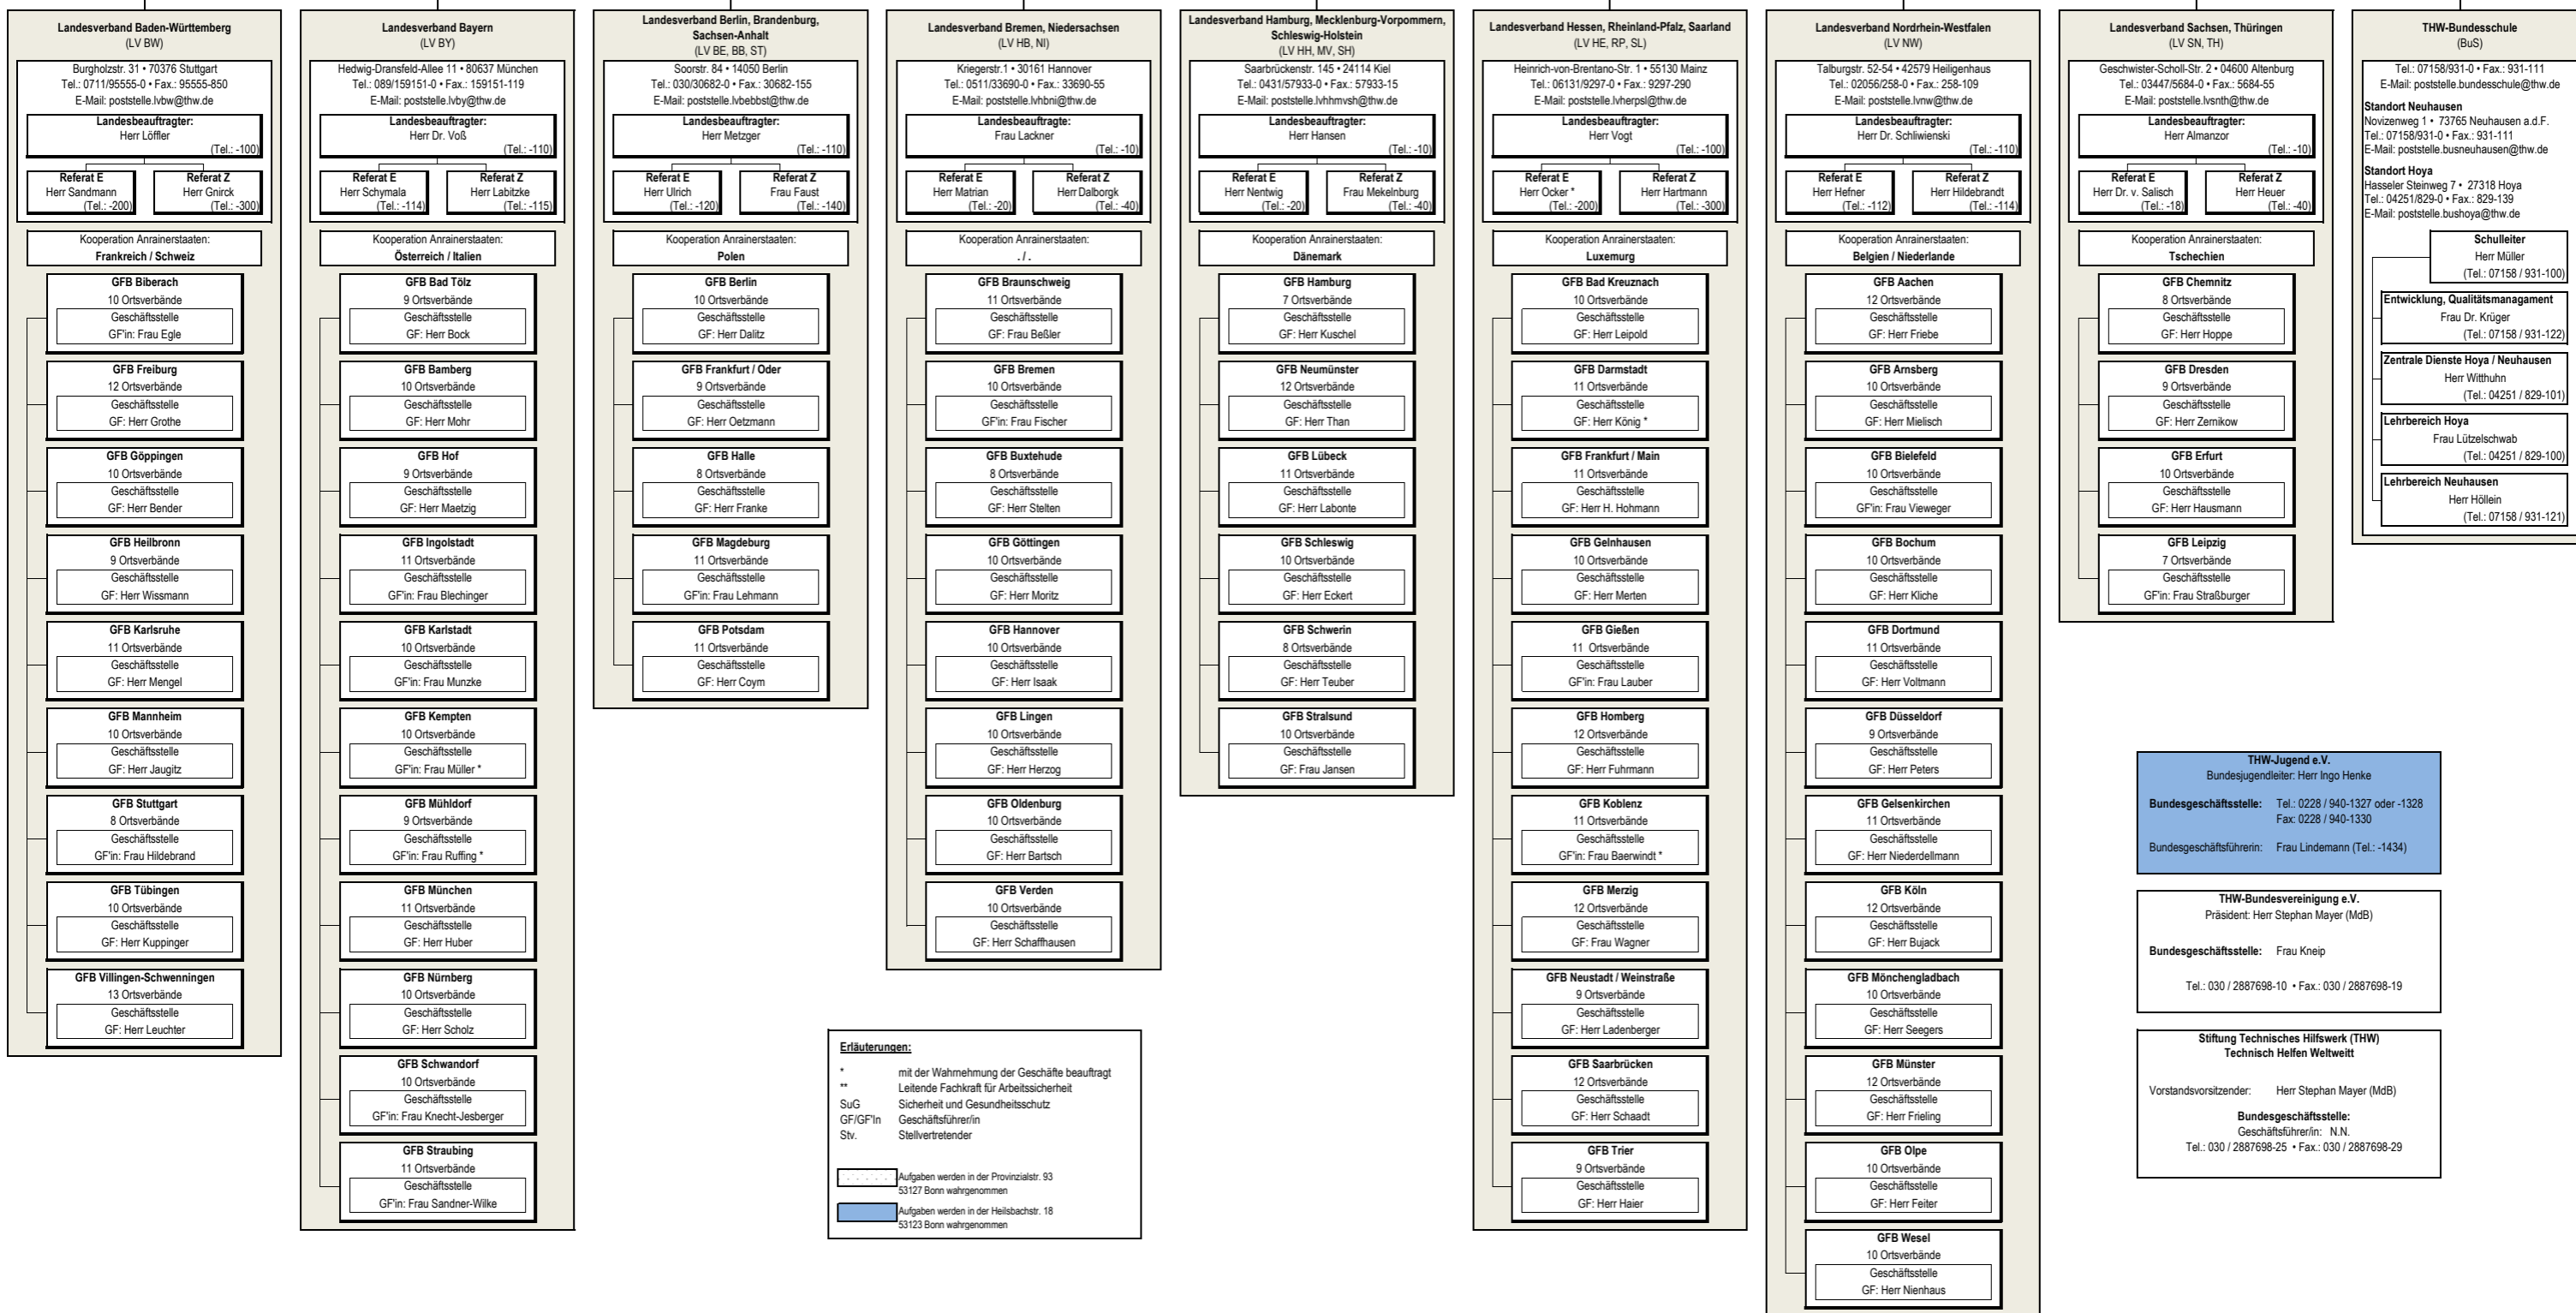 Landesverband Baden-Württemberg
(LV BW)
Burgholzstr. 31 • 70376 Stuttgart
Tel.: 0711/95555-0 • Fax.: 95555-850
E-Mail: poststelle.lvbw@thw.de
Landesbeauftragter:
Herr Löffler
(Tel.: -100)
Referat E
Herr Sandmann
(Tel.: -200)
Referat Z
Herr Gnirck
(Tel.: -300)
Kooperation Anrainerstaaten:
Frankreich / Schweiz
GFB Biberach
10 Ortsverbände
Geschäftsstelle
GF'in: Frau Egle
GFB Freiburg
12 Ortsverbände
Geschäftsstelle
GF: Herr Grothe
GFB Göppingen
10 Ortsverbände
Geschäftsstelle
GF: Herr Bender
GFB Heilbronn
9 Ortsverbände
Geschäftsstelle
GF: Herr Wissmann
GFB Karlsruhe
11 Ortsverbände
Geschäftsstelle
GF: Herr Mengel
GFB Mannheim
10 Ortsverbände
Geschäftsstelle
GF: Herr Jaugitz
GFB Stuttgart
8 Ortsverbände
Geschäftsstelle
GF'in: Frau Hildebrand
GFB Tübingen
10 Ortsverbände
Geschäftsstelle
GF: Herr Kuppinger
GFB Villingen-Schwenningen
13 Ortsverbände
Geschäftsstelle
GF: Herr Leuchter
Landesverband Bayern
(LV BY)
Hedwig-Dransfeld-Allee 11 • 80637 München
Tel.: 089/159151-0 • Fax.: 159151-119
E-Mail: poststelle.lvby@thw.de
Landesbeauftragter:
Herr Dr. Voß
(Tel.: -110)
Referat E
Herr Schymala
(Tel.: -114)
Referat Z
Herr Labitzke
(Tel.: -115)
Kooperation Anrainerstaaten:
Österreich / Italien
GFB Bad Tölz
9 Ortsverbände
Geschäftsstelle
GF: Herr Bock
GFB Bamberg
10 Ortsverbände
Geschäftsstelle
GF: Herr Mohr
GFB Hof
9 Ortsverbände
Geschäftsstelle
GF: Herr Maetzig
GFB Ingolstadt
11 Ortsverbände
Geschäftsstelle
GF'in: Frau Blechinger
GFB Karlstadt
10 Ortsverbände
Geschäftsstelle
GF'in: Frau Munzke
GFB Kempten
10 Ortsverbände
Geschäftsstelle
GF'in: Frau Müller *
GFB Mühldorf
9 Ortsverbände
Geschäftsstelle
GF'in: Frau Ruffing *
GFB München
11 Ortsverbände
Geschäftsstelle
GF: Herr Huber
GFB Nürnberg
10 Ortsverbände
Geschäftsstelle
GF: Herr Scholz
GFB Schwandorf
10 Ortsverbände
Geschäftsstelle
GF'in: Frau Knecht-Jesberger
GFB Straubing
11 Ortsverbände
Geschäftsstelle
GF'in: Frau Sandner-Wilke
Landesverband Berlin, Brandenburg,
Sachsen-Anhalt
(LV BE, BB, ST)
Soorstr. 84 • 14050 Berlin
Tel.: 030/30682-0 • Fax.: 30682-155
E-Mail: poststelle.lvbebbst@thw.de
Landesbeauftragter:
Herr Metzger
(Tel.: -110)
Referat E
Herr Ulrich
(Tel.: -120)
Referat Z
Frau Faust
(Tel.: -140)
Kooperation Anrainerstaaten:
Polen
GFB Berlin
10 Ortsverbände
Geschäftsstelle
GF: Herr Dalitz
GFB Frankfurt / Oder
9 Ortsverbände
Geschäftsstelle
GF: Herr Oetzmann
GFB Halle
8 Ortsverbände
Geschäftsstelle
GF: Herr Franke
GFB Magdeburg
11 Ortsverbände
Geschäftsstelle
GF'in: Frau Lehmann
GFB Potsdam
11 Ortsverbände
Geschäftsstelle
GF: Herr Coym
Landesverband Bremen, Niedersachsen
(LV HB, NI)
Kriegerstr.1 • 30161 Hannover
Tel.: 0511/33690-0 • Fax.: 33690-55
E-Mail: poststelle.lvhbni@thw.de
Landesbeauftragte:
Frau Lackner
(Tel.: -10)
Referat E
Herr Matrian
(Tel.: -20)
Referat Z
Herr Dalborgk
(Tel.: -40)
Kooperation Anrainerstaaten:
. / .
GFB Braunschweig
11 Ortsverbände
Geschäftsstelle
GF: Frau Beßler
GFB Bremen
10 Ortsverbände
Geschäftsstelle
GF'in: Frau Fischer
GFB Buxtehude
8 Ortsverbände
Geschäftsstelle
GF: Herr Stelten
GFB Göttingen
10 Ortsverbände
Geschäftsstelle
GF: Herr Moritz
GFB Hannover
10 Ortsverbände
Geschäftsstelle
GF: Herr Isaak
GFB Lingen
10 Ortsverbände
Geschäftsstelle
GF: Herr Herzog
GFB Oldenburg
10 Ortsverbände
Geschäftsstelle
GF: Herr Bartsch
GFB Verden
10 Ortsverbände
Geschäftsstelle
GF: Herr Schaffhausen
Landesverband Hamburg, Mecklenburg-Vorpommern,
Schleswig-Holstein
(LV HH, MV, SH)
Saarbrückenstr. 145 • 24114 Kiel
Tel.: 0431/57933-0 • Fax.: 57933-15
E-Mail: poststelle.lvhhmvsh@thw.de
Landesbeauftragter:
Herr Hansen
(Tel.: -10)
Referat E
Herr Nentwig
(Tel.: -20)
Referat Z
Frau Mekelnburg
(Tel.: -40)
Kooperation Anrainerstaaten:
Dänemark
GFB Hamburg
7 Ortsverbände
Geschäftsstelle
GF: Herr Kuschel
GFB Neumünster
12 Ortsverbände
Geschäftsstelle
GF: Herr Than
GFB Lübeck
11 Ortsverbände
Geschäftsstelle
GF: Herr Labonte
GFB Schleswig
10 Ortsverbände
Geschäftsstelle
GF: Herr Eckert
GFB Schwerin
8 Ortsverbände
Geschäftsstelle
GF: Herr Teuber
GFB Stralsund
10 Ortsverbände
Geschäftsstelle
GF: Frau Jansen
Landesverband Hessen, Rheinland-Pfalz, Saarland
(LV HE, RP, SL)
Heinrich-von-Brentano-Str. 1 • 55130 Mainz
Tel.: 06131/9297-0 • Fax.: 9297-290
E-Mail: poststelle.lvherpsl@thw.de
Landesbeauftragter:
Herr Vogt
(Tel.: -100)
Referat E
Herr Ocker *
(Tel.: -200)
Referat Z
Herr Hartmann
(Tel.: -300)
Kooperation Anrainerstaaten:
Luxemurg
GFB Bad Kreuznach
10 Ortsverbände
Geschäftsstelle
GF: Herr Leipold
GFB Darmstadt
11 Ortsverbände
Geschäftsstelle
GF: Herr König *
GFB Frankfurt / Main
11 Ortsverbände
Geschäftsstelle
GF: Herr H. Hohmann
GFB Gelnhausen
10 Ortsverbände
Geschäftsstelle
GF: Herr Merten
GFB Gießen
11 Ortsverbände
Geschäftsstelle
GF'in: Frau Lauber
GFB Homberg
12 Ortsverbände
Geschäftsstelle
GF: Herr Fuhrmann
GFB Koblenz
11 Ortsverbände
Geschäftsstelle
GF'in: Frau Baerwindt *
GFB Merzig
12 Ortsverbände
Geschäftsstelle
GF: Frau Wagner
GFB Neustadt / Weinstraße
9 Ortsverbände
Geschäftsstelle
GF: Herr Ladenberger
GFB Saarbrücken
12 Ortsverbände
Geschäftsstelle
GF: Herr Schaadt
GFB Trier
9 Ortsverbände
Geschäftsstelle
GF: Herr Haier
Landesverband Nordrhein-Westfalen
(LV NW)
Talburgstr. 52-54 • 42579 Heiligenhaus
Tel.: 02056/258-0 • Fax.: 258-109
E-Mail: poststelle.lvnw@thw.de
Landesbeauftragter:
Herr Dr. Schliwienski
(Tel.: -110)
Referat E
Herr Hefner
(Tel.: -112)
Referat Z
Herr Hildebrandt
(Tel.: -114)
Kooperation Anrainerstaaten:
Belgien / Niederlande
GFB Aachen
12 Ortsverbände
Geschäftsstelle
GF: Herr Friebe
GFB Arnsberg
10 Ortsverbände
Geschäftsstelle
GF: Herr Mielisch
GFB Bielefeld
10 Ortsverbände
Geschäftsstelle
GF'in: Frau Vieweger
GFB Bochum
10 Ortsverbände
Geschäftsstelle
GF: Herr Kliche
GFB Dortmund
11 Ortsverbände
Geschäftsstelle
GF: Herr Voltmann
GFB Düsseldorf
9 Ortsverbände
Geschäftsstelle
GF: Herr Peters
GFB Gelsenkirchen
11 Ortsverbände
Geschäftsstelle
GF: Herr Niederdellmann
GFB Köln
12 Ortsverbände
Geschäftsstelle
GF: Herr Bujack
GFB Mönchengladbach
10 Ortsverbände
Geschäftsstelle
GF: Herr Seegers
GFB Münster
12 Ortsverbände
Geschäftsstelle
GF: Herr Frieling
GFB Olpe
10 Ortsverbände
Geschäftsstelle
GF: Herr Feiter
GFB Wesel
10 Ortsverbände
Geschäftsstelle
GF: Herr Nienhaus
Landesverband Sachsen, Thüringen
(LV SN, TH)
Geschwister-Scholl-Str. 2 • 04600 Altenburg
Tel.: 03447/5684-0 • Fax.: 5684-55
E-Mail: poststelle.lvsnth@thw.de
Landesbeauftragter:
Herr Almanzor
(Tel.: -10)
Referat E
Herr Dr. v. Salisch
(Tel.: -18)
Referat Z
Herr Heuer
(Tel.: -40)
Kooperation Anrainerstaaten:
Tschechien
GFB Chemnitz
8 Ortsverbände
Geschäftsstelle
GF: Herr Hoppe
GFB Dresden
9 Ortsverbände
Geschäftsstelle
GF: Herr Zernikow
GFB Erfurt
10 Ortsverbände
Geschäftsstelle
GF: Herr Hausmann
GFB Leipzig
7 Ortsverbände
Geschäftsstelle
GF'in: Frau Straßburger
THW-Bundesschule
(BuS)
Tel.: 07158/931-0 • Fax.: 931-111
E-Mail: poststelle.bundesschule@thw.de
Standort Neuhausen
Novizenweg 1 • 73765 Neuhausen a.d.F.
Tel.: 07158/931-0 • Fax.: 931-111
E-Mail: poststelle.busneuhausen@thw.de
Standort Hoya
Hasseler Steinweg 7 • 27318 Hoya
Tel.: 04251/829-0 • Fax.: 829-139
E-Mail: poststelle.bushoya@thw.de
Schulleiter
Herr Müller
(Tel.: 07158 / 931-100)
Entwicklung, Qualitätsmanagament
Frau Dr. Krüger
(Tel.: 07158 / 931-122)
Zentrale Dienste Hoya / Neuhausen
Herr Witthuhn
(Tel.: 04251 / 829-101)
Lehrbereich Hoya
Frau Lützelschwab
(Tel.: 04251 / 829-100)
Lehrbereich Neuhausen
Herr Höllein
(Tel.: 07158 / 931-121)
THW-Jugend e.V.
Bundesjugendleiter: Herr Ingo Henke
Bundesgeschäftsstelle: Tel.: 0228 / 940-1327 oder -1328
Fax: 0228 / 940-1330
Bundesgeschäftsführerin: Frau Lindemann (Tel.: -1434)
THW-Bundesvereinigung e.V.
Präsident: Herr Stephan Mayer (MdB)
Bundesgeschäftsstelle: Frau Kneip
Tel.: 030 / 2887698-10 • Fax.: 030 / 2887698-19
Stiftung Technisches Hilfswerk (THW)
Technisch Helfen Weltweitt
Vorstandsvorsitzender: Herr Stephan Mayer (MdB)
Bundesgeschäftsstelle:
Geschäftsführer/in: N.N.
Tel.: 030 / 2887698-25 • Fax.: 030 / 2887698-29
Erläuterungen:
* mit der Wahrnehmung der Geschäfte beauftragt
** Leitende Fachkraft für Arbeitssicherheit
SuG Sicherheit und Gesundheitsschutz
GF/GF'In Geschäftsführer/in
Stv. Stellvertretender
Aufgaben werden in der Provinzialstr. 93
53127 Bonn wahrgenommen
Aufgaben werden in der Heilsbachstr. 18
53123 Bonn wahrgenommen